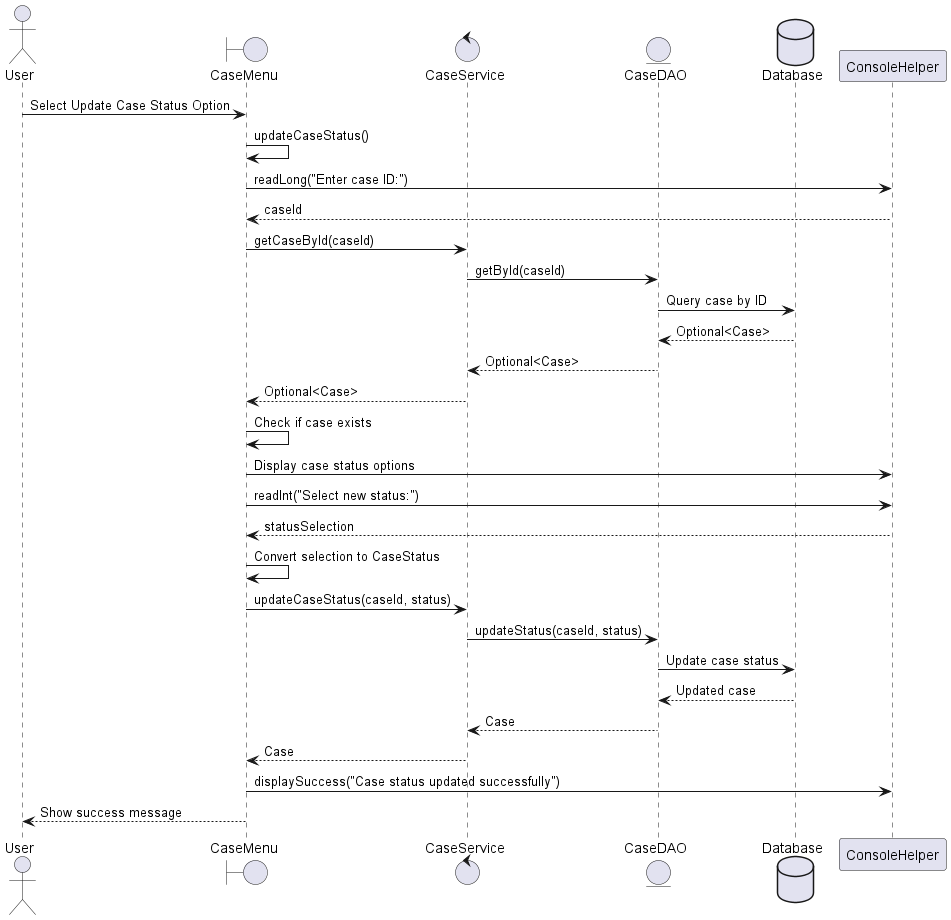 User
CaseMenu
CaseService
CaseDAO
Database
ConsoleHelper
Select Update Case Status Option
updateCaseStatus()
readLong("Enter case ID:")
caseId
getCaseById(caseId)
getById(caseId)
Query case by ID
Optional<Case>
Optional<Case>
Optional<Case>
Check if case exists
Display case status options
readInt("Select new status:")
statusSelection
Convert selection to CaseStatus
updateCaseStatus(caseId, status)
updateStatus(caseId, status)
Update case status
Updated case
Case
Case
displaySuccess("Case status updated successfully")
Show success message
User
CaseMenu
CaseService
CaseDAO
Database
ConsoleHelper